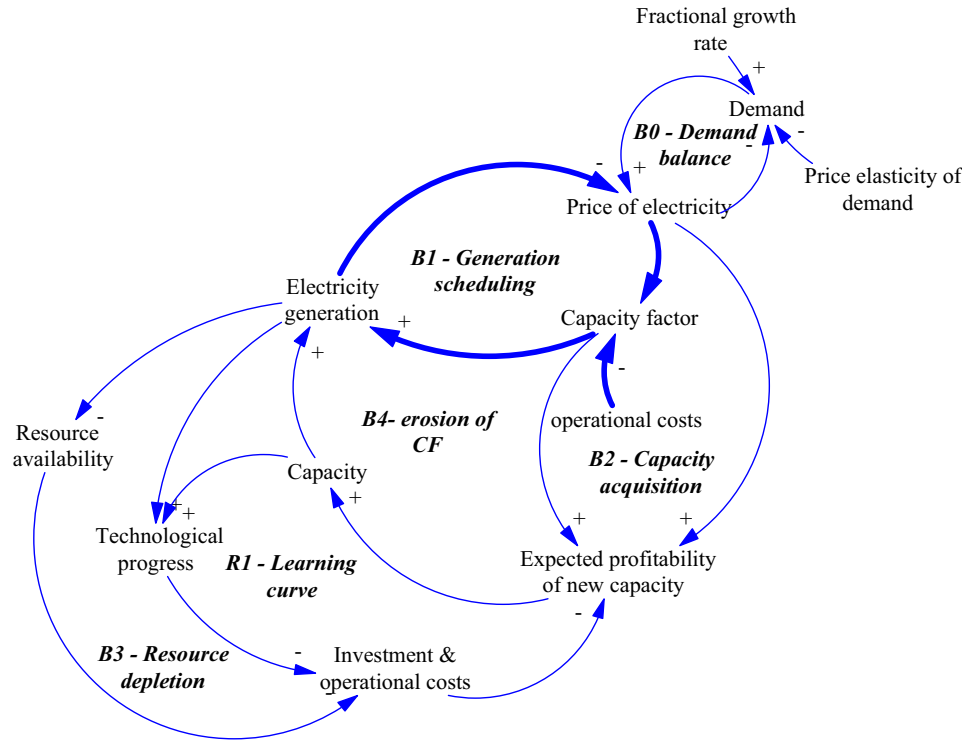 Fractional growth
rate
+
Demand
B0 - Demand
balance
-
-
-
+
Price elasticity of
demand
Price of electricity
B1 - Generation
scheduling
Electricity
generation
+
+
Capacity factor
-
operational costs
B4- erosion of
CF
B2 - Capacity
acquisition
-
Resource
availability
Capacity
+
+
+
Technological
progress
R1 - Learning
curve
+
+
Expected profitability
of new capacity
-
B3 - Resource
depletion
-
-
Investment &
operational costs